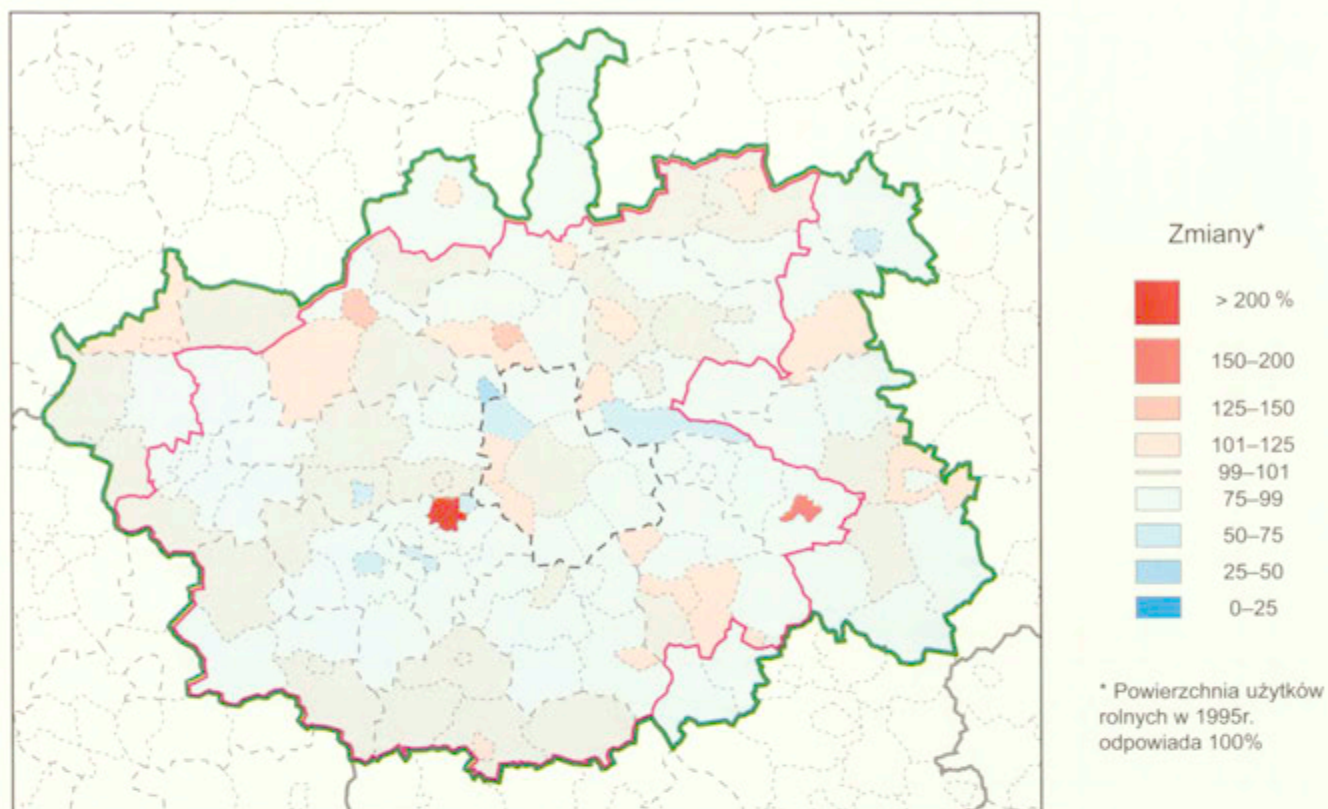 Zmiany*
> 200 %
150–200
125–150
101–125
99–101
75–99
50–75
25–50
0–25
* Powierzchnia użytków
rolnych w 1995r.
odpowiada 100%